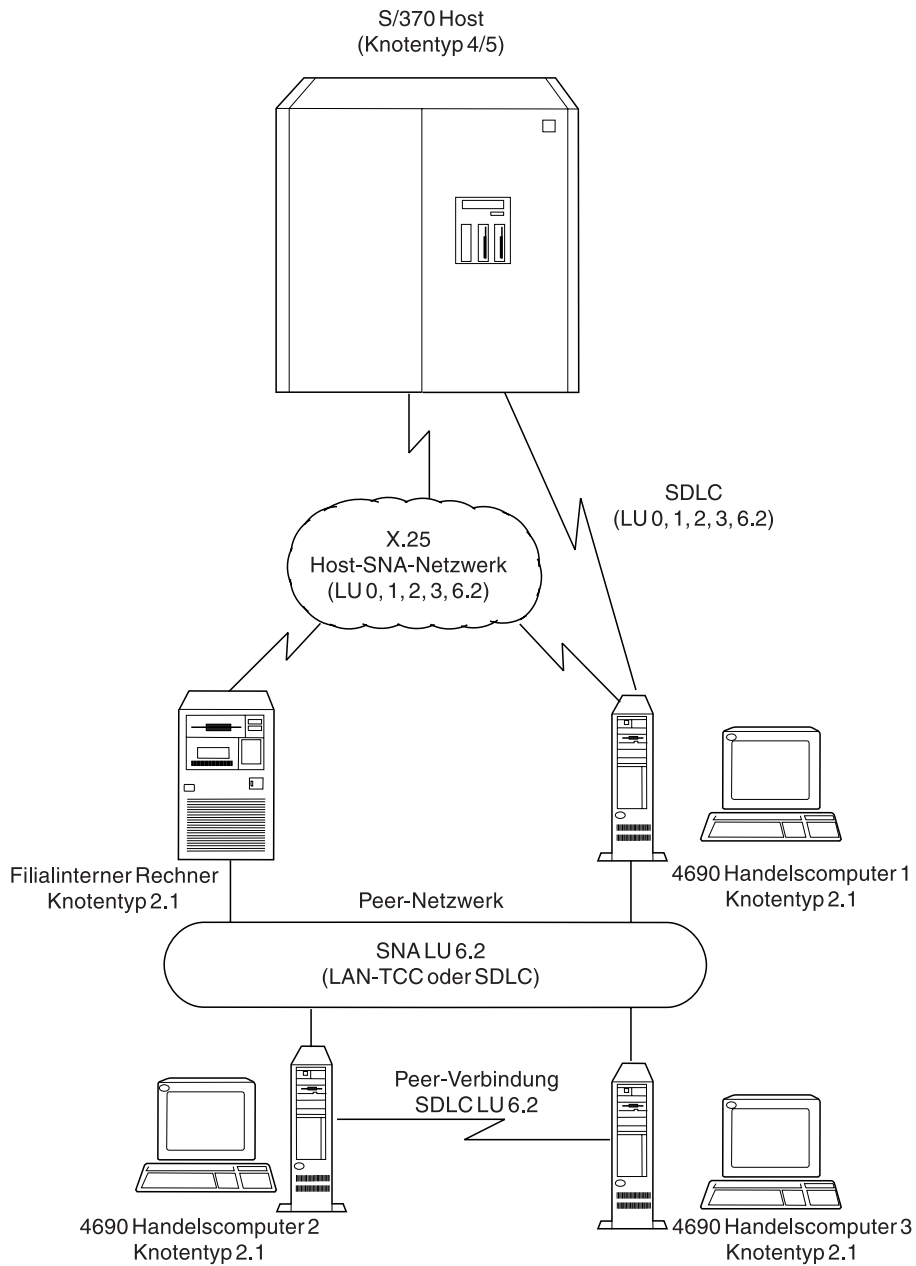 S/370 Host
(Knotentyp 4/5)
SDLC
(LU 0, 1, 2, 3, 6.2)
X.25
Host-SNA-Netzwerk
(LU 0, 1, 2, 3, 6.2)
Filialinterner Rechner
Knotentyp 2.1
4690 Handelscomputer 1
Knotentyp 2.1
Peer-Netzwerk
SNA LU 6.2
(LAN-TCC oder SDLC)
Peer-Verbindung
SDLC LU 6.2
4690 Handelscomputer 2
Knotentyp 2.1
4690 Handelscomputer 3
Knotentyp 2.1